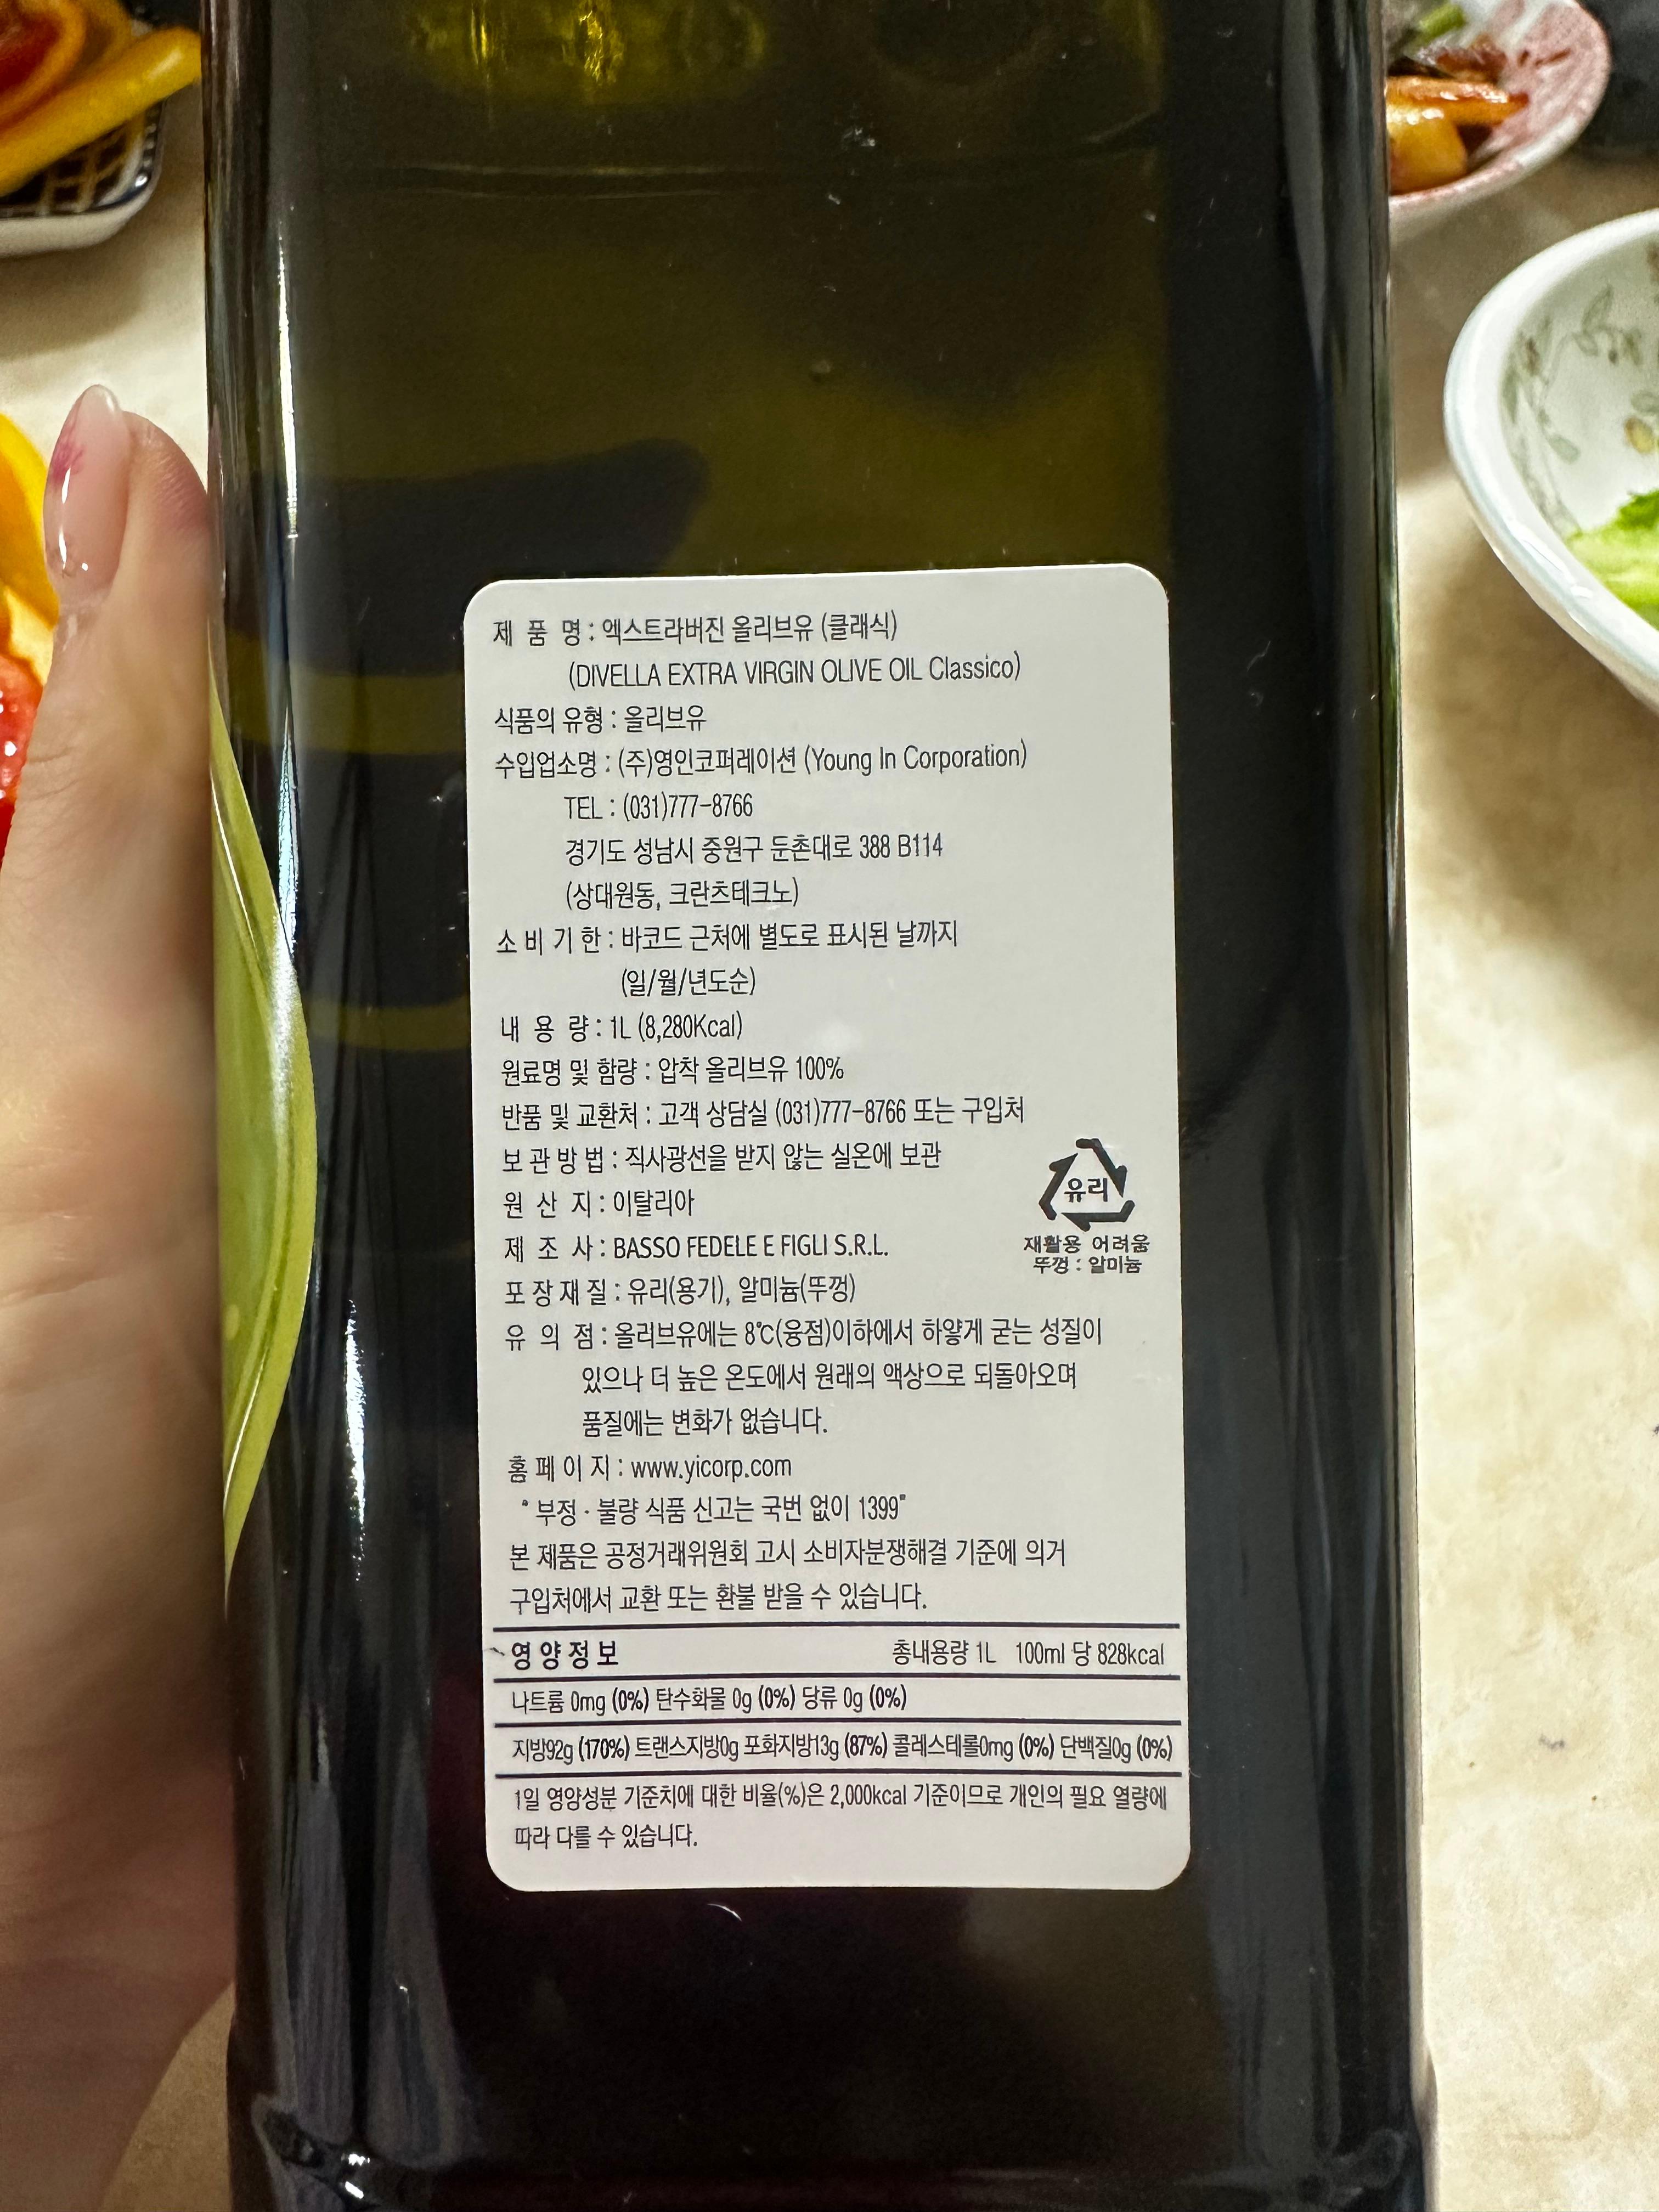 제 품 명 : 엑스트라버진 올리브유 (클래식)
(DIVELLA EXTRA VIRGIN OLIVE OIL Classico)
식품의 유형 : 올리브유
수입업소명 : (주)영인코퍼레이션 (Young In Corporation)
TEL : (031)777-8766
경기도 성남시 중원구 둔촌대로 388 B114
(상대원동, 크란츠테크노)
소 비 기 한 : 바코드 근처에 별도로 표시된 날까지
(일/월/년도순)
내 용 량 : 1L (8,280Kcal)
원료명 및 함량 : 압착 올리브유 100%
반품 및 교환처 : 고객 상담실 (031)777-8766 또는 구입처
보 관 방 법 : 직사광선을 받지 않는 실온에 보관
원 산 지 : 이탈리아
제 조 사 : BASSO FEDELE E FIGLI S.R.L.
포 장 재 질 : 유리(용기), 알미늄(뚜껑)
유리
재활용 어려움
뚜껑 : 알미늄
유 의 점 : 올리브유에는 8℃(융점)이하에서 하얗게 굳는 성질이
있으나 더 높은 온도에서 원래의 액상으로 되돌아오며
품질에는 변화가 없습니다.
홈 페 이 지 : www.yicorp.com
" 부정 · 불량 식품 신고는 국번 없이 1399"
본 제품은 공정거래위원회 고시 소비자분쟁해결 기준에 의거
구입처에서 교환 또는 환불 받을 수 있습니다.
영양정보 총내용량 1L 100ml 당 828kcal
나트륨 0mg (0%) 탄수화물 0g (0%) 당류 0g (0%)
지방92g (170%) 트랜스지방0g 포화지방13g (87%) 콜레스테롤0mg (0%) 단백질0g (0%)
1일 영양성분 기준치에 대한 비율(%)은 2,000kcal 기준이므로 개인의 필요 열량에
따라 다를 수 있습니다.